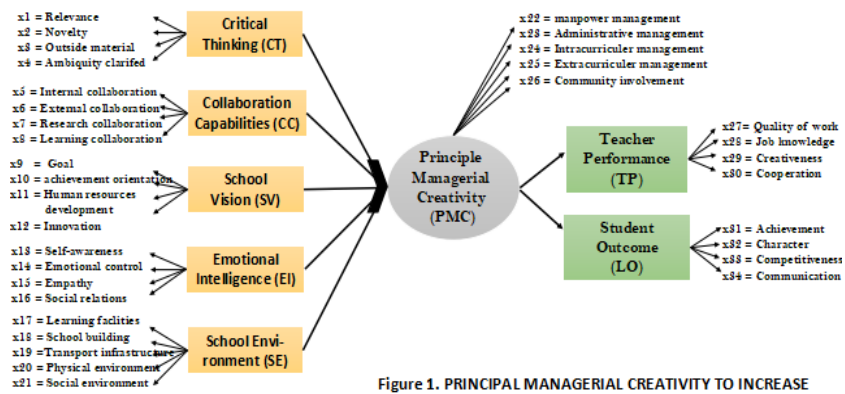 x1 = Relevance
x2 = Novelty
x3 = Outside material
x4 = Ambiquity clarifed
Critical
Thinking (CT)
x5 = Internal collaboration
x6 = External collaboration
x7 = Research collaboration
x8 = Learning collaboration
Collaboration
Capabilities (CC)
x9 = Goal
x10 = achievement orientation
x11 = Human resources
development
x12 = Innovation
School
Vision (SV)
x13 = Self-awareness
x14 = Emotional control
x15 = Empathy
x16 = Social relations
Emotional
Intelligence (EI)
x17 = Learning faclities
x18 = School building
x19 =Transport infrastructure
x20 = Physical environment
x21 = Social environment
School Envi-
ronment (SE)
Principle
Managerial
Creativity
(PMC)
x22 = manpower management
x23 = Administrative management
x24 = Intracurriculer management
x25 = Extracurriculer management
x26 = Community involvement
Teacher
Performance
(TP)
x27= Quality of work
x28 = Job knowledge
x29 = Creativeness
x30 = Cooperation
Student
Outcome
(LO)
x31 = Achievement
x32 = Character
x33 = Competitiveness
x34 = Communication
Figure 1. PRINCIPAL MANAGERIAL CREATIVITY TO INCREASE